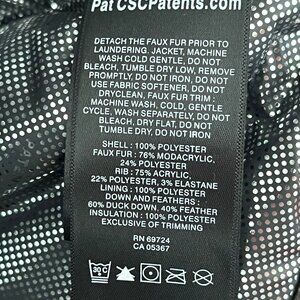 Pat CSCPatents.com
DETACH THE FAUX FUR PRIOR TO
LAUNDERING. JACKET, MACHINE
WASH COLD GENTLE, DO NOT
BLEACH, TUMBLE DRY LOW, REMOVE
PROMPTLY, DO NOT IRON, DO NOT
USE FABRIC SOFTENER, DO NOT
DRYCLEAN, FAUX FUR TRIM :
MACHINE WASH, COLD, GENTLE
CYCLE, WASH SEPARATELY, DO NOT
BLEACH, DRY FLAT, DO NOT
TUMBLE DRY, DO NOT IRON
SHELL : 100% POLYESTER
FAUX FUR : 76% MODACRYLIC,
24% POLYESTER
RIB : 75% ACRYLIC,
22% POLYESTER, 3% ELASTANE
LINING : 100% POLYESTER
DOWN AND FEATHERS :
60% DUCK DOWN, 40% FEATHER
INSULATION : 100% POLYESTER
EXCLUSIVE OF TRIMMING
RN 69724
CA 05367
30°C